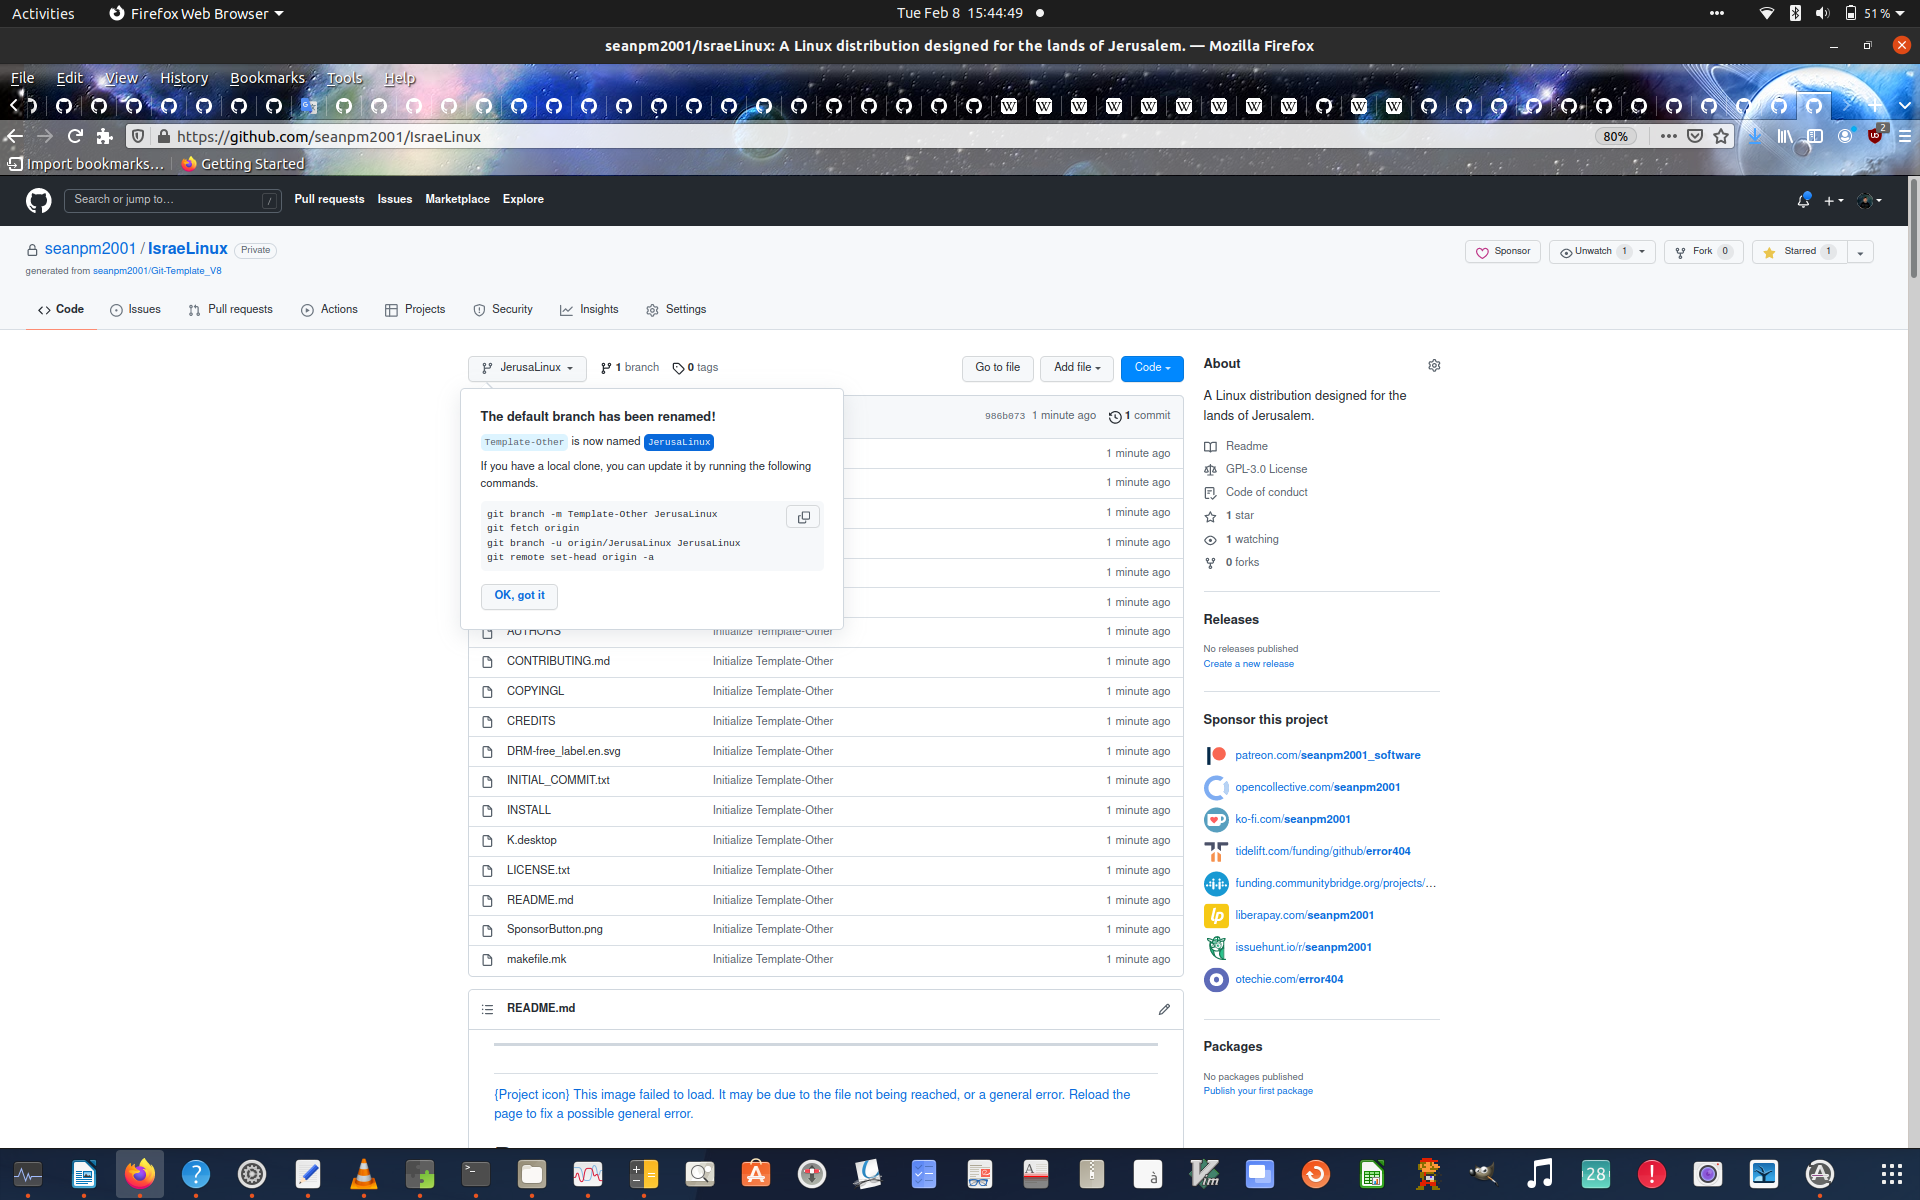 Activities
Firefox Web Browser
Tue Feb 8 15:44:49
51%
seanpm2001/IsraeLinux: A Linux distribution designed for the lands of Jerusalem. — Mozilla Firefox
File Edit View History Bookmarks Tools Help
https://github.com/seanpm2001/IsraeLinux
80%
2
Import bookmarks…
Getting Started
Search or jump to…
/
Pull requests Issues Marketplace Explore
seanpm2001 / IsraeLinux
Private
Sponsor
Unwatch 1
Fork 0
Starred 1
generated from seanpm2001/Git-Template_V8
Code
Issues
Pull requests
Actions
Projects
Security
Insights
Settings
JerusaLinux
1 branch
0 tags
Go to file
Add file
Code
The default branch has been renamed!
Template-Other is now named JerusaLinux
If you have a local clone, you can update it by running the following
commands.
git branch -m Template-Other JerusaLinux
git fetch origin
git branch -u origin/JerusaLinux JerusaLinux
git remote set-head origin -a
OK, got it
986b073 1 minute ago
1 commit
1 minute ago
1 minute ago
1 minute ago
1 minute ago
1 minute ago
1 minute ago
AUTHORS Initialize Template-Other 1 minute ago
CONTRIBUTING.md Initialize Template-Other 1 minute ago
COPYINGL Initialize Template-Other 1 minute ago
CREDITS Initialize Template-Other 1 minute ago
DRM-free_label.en.svg Initialize Template-Other 1 minute ago
INITIAL_COMMIT.txt Initialize Template-Other 1 minute ago
INSTALL Initialize Template-Other 1 minute ago
K.desktop Initialize Template-Other 1 minute ago
LICENSE.txt Initialize Template-Other 1 minute ago
README.md Initialize Template-Other 1 minute ago
SponsorButton.png Initialize Template-Other 1 minute ago
makefile.mk Initialize Template-Other 1 minute ago
README.md
{Project icon} This image failed to load. It may be due to the file not being reached, or a general error. Reload the
page to fix a possible general error.
About
A Linux distribution designed for the
lands of Jerusalem.
Readme
GPL-3.0 License
Code of conduct
1 star
1 watching
0 forks
Releases
No releases published
Create a new release
Sponsor this project
patreon.com/seanpm2001_software
opencollective.com/seanpm2001
ko-fi.com/seanpm2001
tidelift.com/funding/github/error404
funding.communitybridge.org/projects/…
liberapay.com/seanpm2001
issuehunt.io/r/seanpm2001
otechie.com/error404
Packages
No packages published
Publish your first package
28